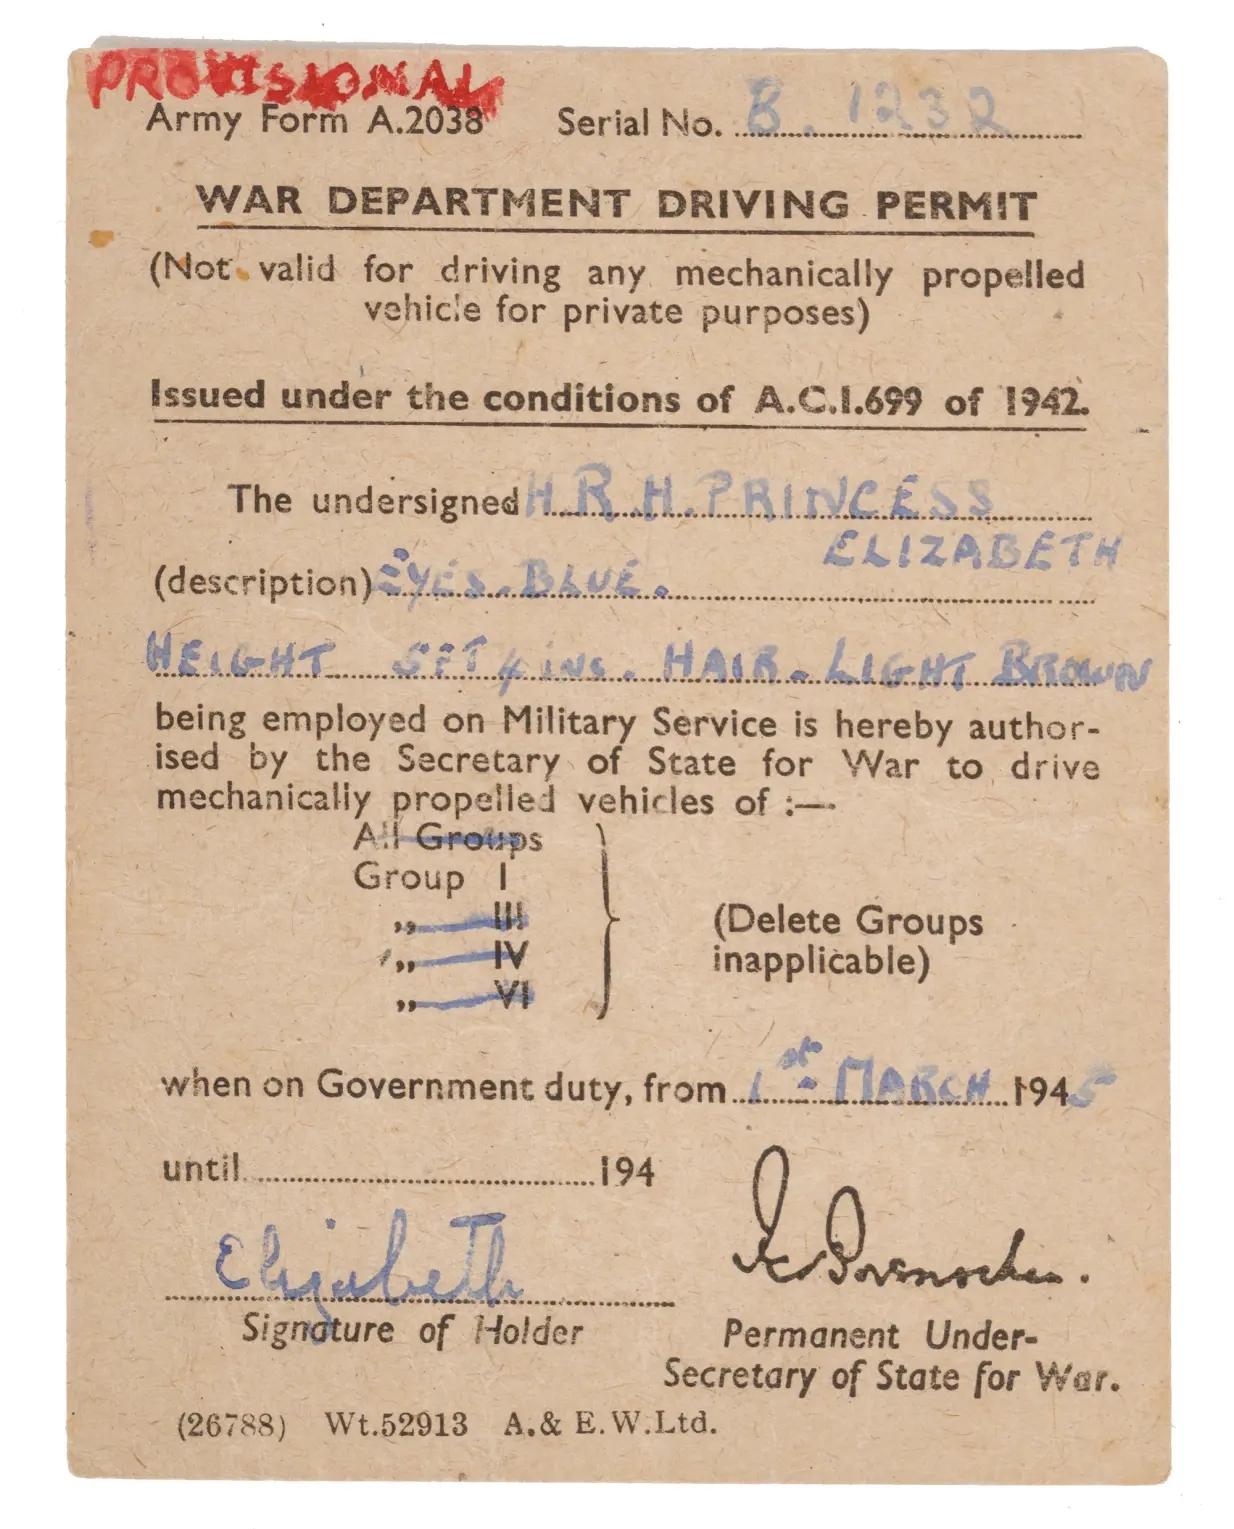 PROVISIONAL
Army Form A.2038 Serial No. B. 1232
WAR DEPARTMENT DRIVING PERMIT
(Not valid for driving any mechanically propelled
vehicle for private purposes)
Issued under the conditions of A.C.I.699 of 1942.
The undersigned H.R.H. PRINCESS
ELIZABETH
(description) EYES. BLUE.
HEIGHT 5FT 4 ins. HAIR - LIGHT BROWN
being employed on Military Service is hereby author-
ised by the Secretary of State for War to drive
mechanically propelled vehicles of :—
All Groups
Group I
„ III
„ IV
„ VI
(Delete Groups
inapplicable)
when on Government duty, from 1st MARCH 1945
until 194
Elizabeth
Signature of Holder
Permanent Under-
Secretary of State for War.
(26788) Wt.52913 A. & E.W.Ltd.